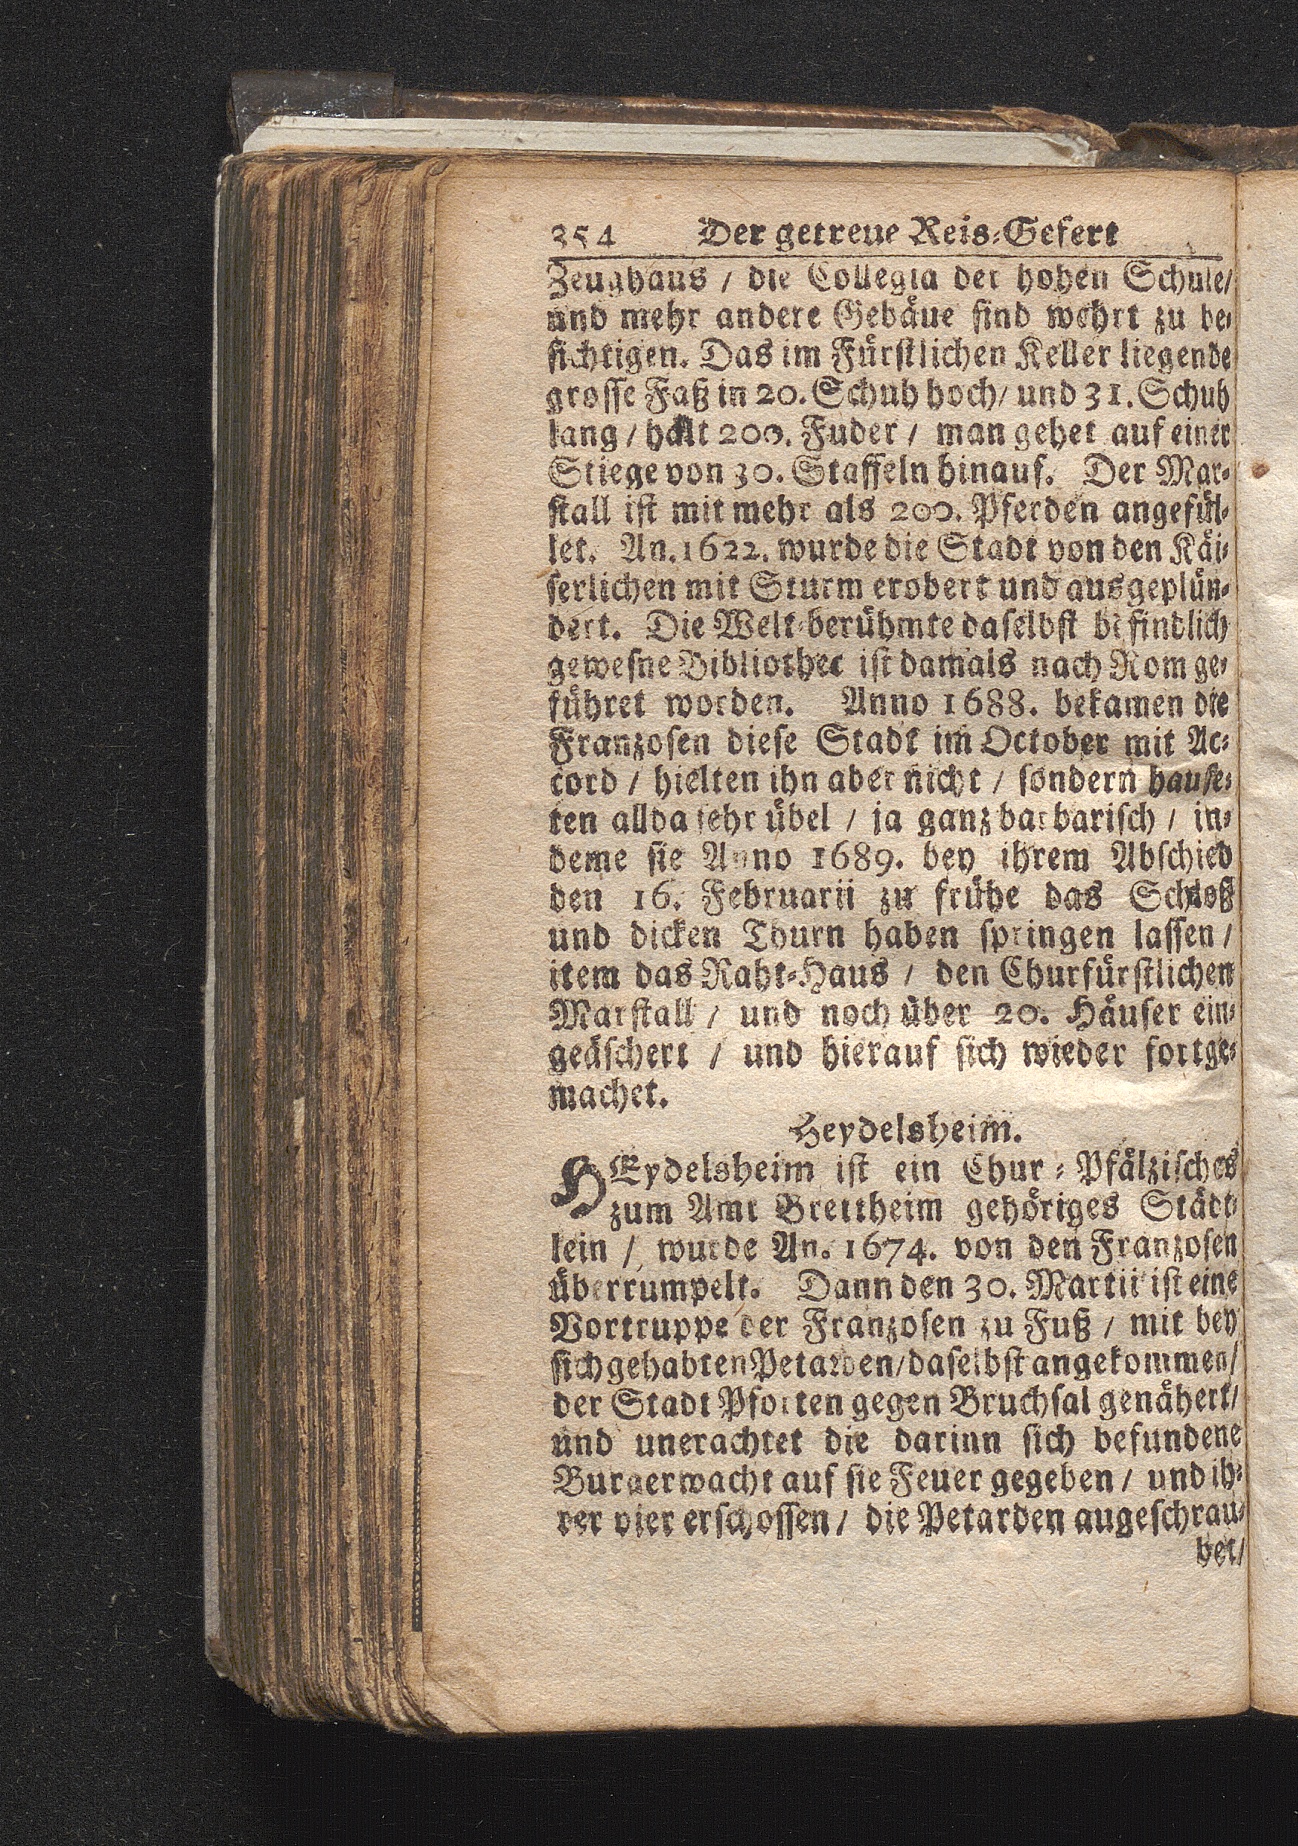 354 Der getreue Reis-Gefert
Zeughaus / die Collegia der hohen Schule/
und mehr andere Gebäue sind wehrt zu be-
sichtigen. Das im Fürstlichen Keller liegende
grosse Faß in 20. Schuh hoch/ und 31. Schuh
lang / hält 200. Fuder / man gehet auf einer
Stiege von 30. Staffeln hinauf. Der Mar-
stall ist mit mehr als 200. Pferden angefül-
let. An. 1622. wurde die Stadt von den Käi-
serlichen mit Sturm erobert und ausgeplün-
dert. Die Welt-berühmte daselbst befindlich
gewesne Bibliothec ist damals nach Rom ge-
führet worden. Anno 1688. bekamen die
Franzosen diese Stadt im October mit Ac-
cord / hielten ihn aber nicht / sondern hause-
ten allda sehr übel / ja ganz barbarisch / in-
deme sie Anno 1689. bey ihrem Abschied
den 16. Februarii zu frühe das Schloß
und dicken Thurn haben springen lassen /
item das Raht-Haus / den Churfürstlichen
Marstall / und noch über 20. Häuser ein-
geäschert / und hierauf sich wieder fortge-
machet.
Heydelsheim.
HEydelsheim ist ein Chur-Pfälzisches
zum Amt Brettheim gehöriges Städt-
lein / wurde An. 1674. von den Franzosen
überrumpelt. Dann den 30. Martii ist eine
Vortruppe der Franzosen zu Fuß / mit bey
sich gehabten Petarden/ daselbst angekommen/
der Stadt Pforten gegen Bruchsal genähert/
und unerachtet die darinn sich befundene
Burgerwacht auf sie Feuer gegeben / und ih-
rer vier erschossen / die Petarden augeschrau-
bet/